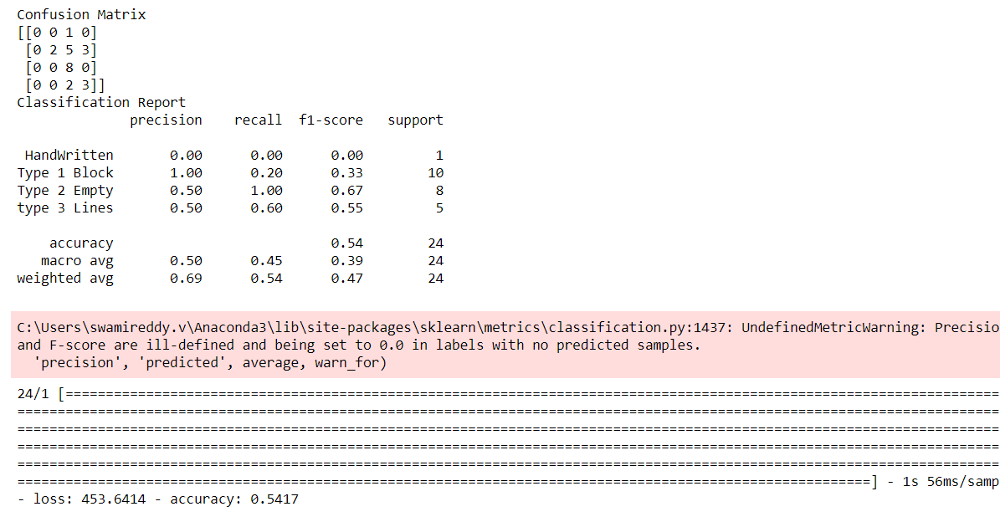 Confusion Matrix
[[0 0 1 0]
 [0 2 5 3]
 [0 0 8 0]
 [0 0 2 3]]
Classification Report
              precision    recall  f1-score   support

 HandWritten       0.00      0.00      0.00         1
Type 1 Block       1.00      0.20      0.33        10
Type 2 Empty       0.50      1.00      0.67         8
type 3 Lines       0.50      0.60      0.55         5

    accuracy                           0.54        24
   macro avg       0.50      0.45      0.39        24
weighted avg       0.69      0.54      0.47        24

C:\Users\swamireddy.v\Anaconda3\lib\site-packages\sklearn\metrics\classification.py:1437: UndefinedMetricWarning: Precisio
and F-score are ill-defined and being set to 0.0 in labels with no predicted samples.
  'precision', 'predicted', average, warn_for)
24/1 [====================================================================================================================
==========================================================================================================================
==========================================================================================================================
==========================================================================================================================
==========================================================================================================================
==========================================================================================================] - 1s 56ms/samp
- loss: 453.6414 - accuracy: 0.5417